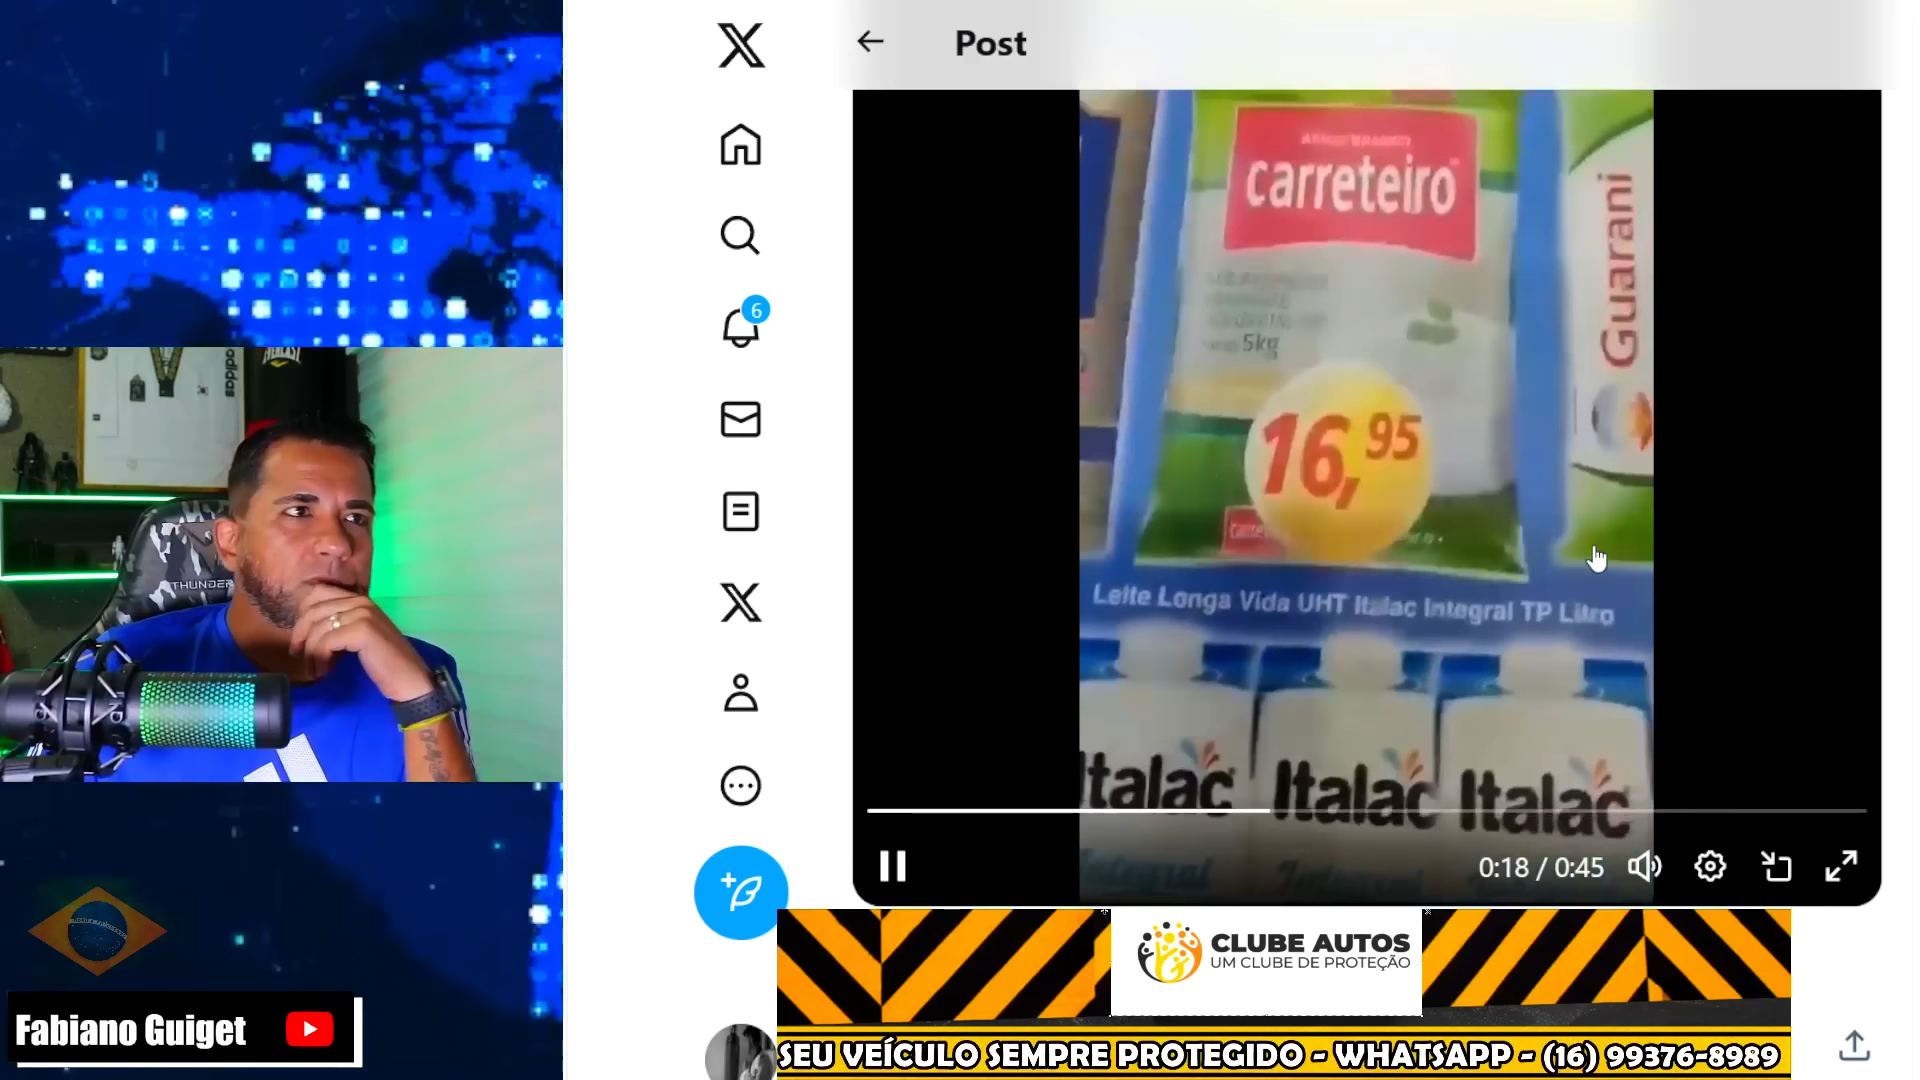 Post
6
EVERLAST
adidas
THUNDER
carreteiro
5kg
16,95
Guarani
Leite Longa Vida UHT Italac Integral TP Litro
Italac Italac Italac
Integral
0:18 / 0:45
CLUBE AUTOS
UM CLUBE DE PROTEÇÃO
Fabiano Guiget
SEU VEÍCULO SEMPRE PROTEGIDO - WHATSAPP - (16) 99376-8989